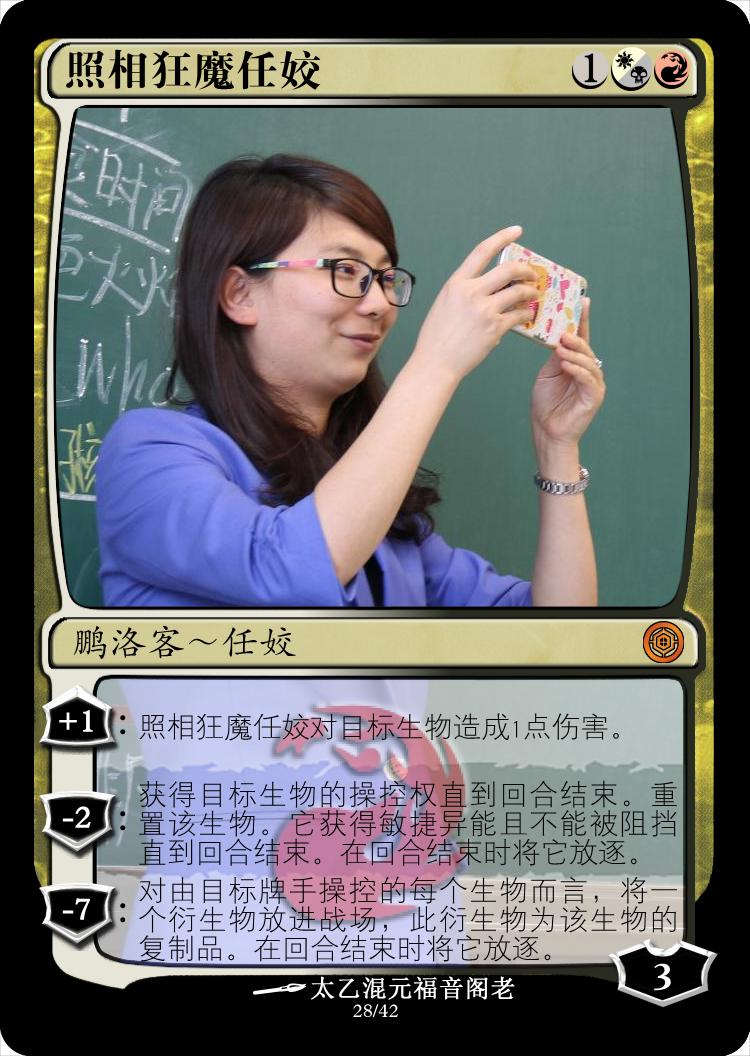 照相狂魔任姣
1
时间
Who
鹏洛客～任姣
+1：照相狂魔任姣对目标生物造成1点伤害。
-2：获得目标生物的操控权直到回合结束。重
置该生物。它获得敏捷异能且不能被阻挡
直到回合结束。在回合结束时将它放逐。
-7：对由目标牌手操控的每个生物而言，将一
个衍生物放进战场，此衍生物为该生物的
复制品。在回合结束时将它放逐。
3
太乙混元福音阁老
28/42